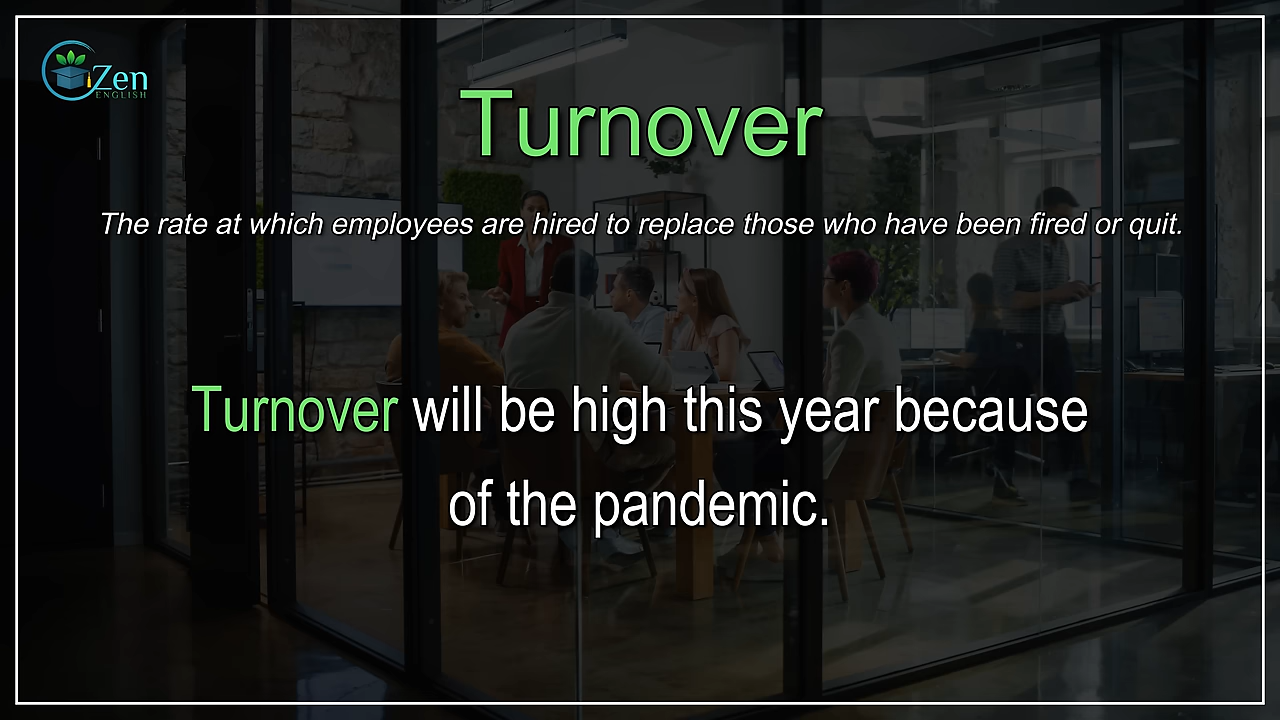 Zen
ENGLISH
Turnover
The rate at which employees are hired to replace those who have been fired or quit.
Turnover will be high this year because
of the pandemic.